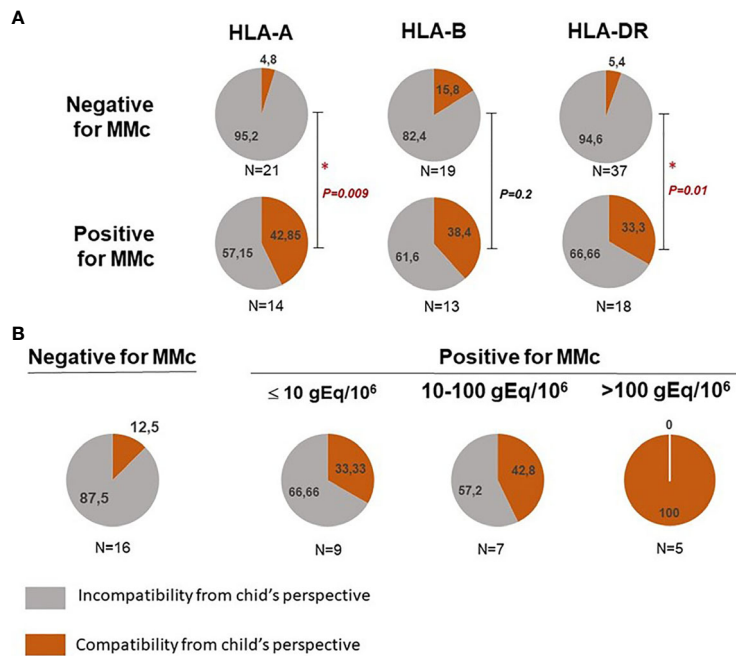 A
HLA-A HLA-B HLA-DR
Negative for MMc
4,8
95,2
N=21
15,8
82,4
N=19
5,4
94,6
N=37
*
P=0.009
P=0.2
*
P=0.01
Positive for MMc
42,85
57,15
N=14
38,4
61,6
N=13
33,3
66,66
N=18
B
Negative for MMc Positive for MMc
≤ 10 gEq/10⁶ 10-100 gEq/10⁶ >100 gEq/10⁶
12,5
87,5
N=16
33,33
66,66
N=9
42,8
57,2
N=7
0
100
N=5
Incompatibility from chid's perspective
Compatibility from child's perspective